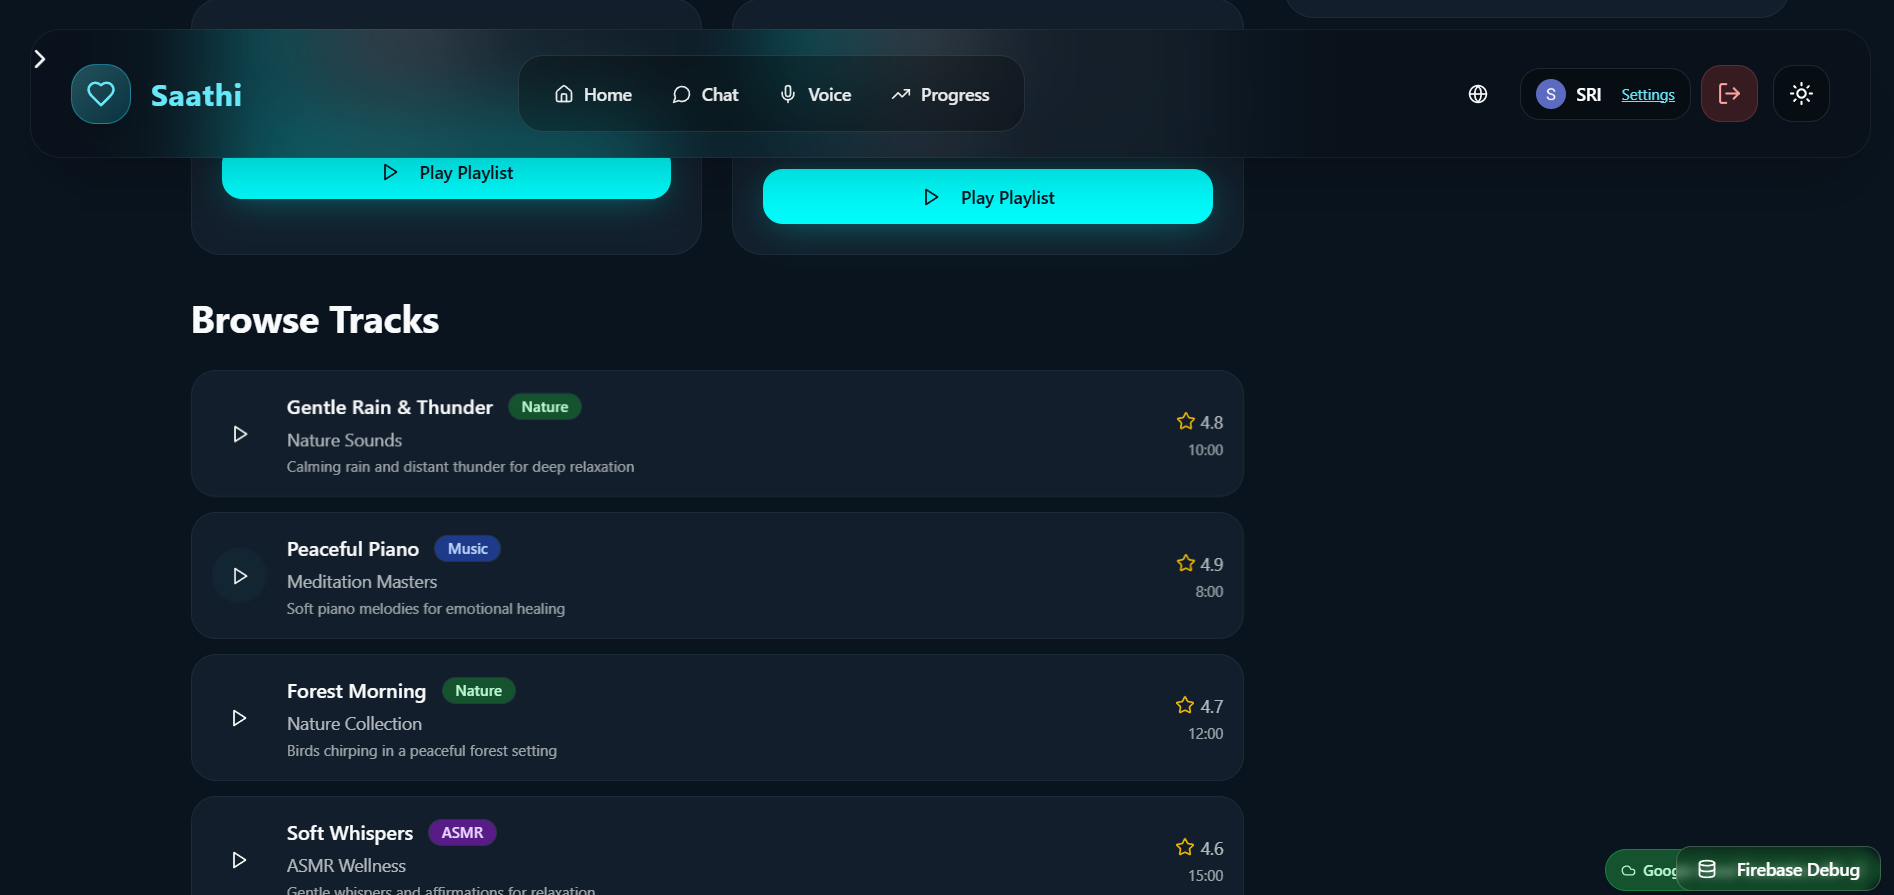 Saathi
Home
Chat
Voice
Progress
S
SRI
Settings
Play Playlist
Play Playlist
Browse Tracks
Gentle Rain & Thunder
Nature
Nature Sounds
Calming rain and distant thunder for deep relaxation
4.8
10:00
Peaceful Piano
Music
Meditation Masters
Soft piano melodies for emotional healing
4.9
8:00
Forest Morning
Nature
Nature Collection
Birds chirping in a peaceful forest setting
4.7
12:00
Soft Whispers
ASMR
ASMR Wellness
Gentle whispers and affirmations for relaxation
4.6
15:00
Firebase Debug